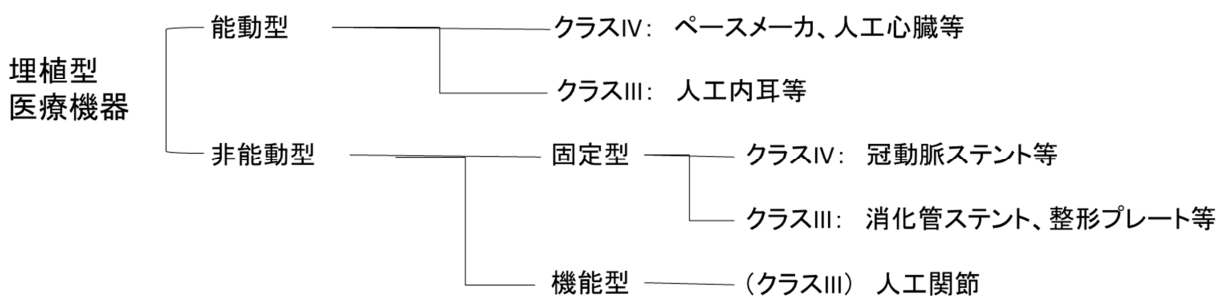 埋植型
医療機器
能動型
クラスIV： ペースメーカ、人工心臓等
クラスIII： 人工内耳等
非能動型
固定型
クラスIV： 冠動脈ステント等
クラスIII： 消化管ステント、整形プレート等
機能型
（クラスIII） 人工関節